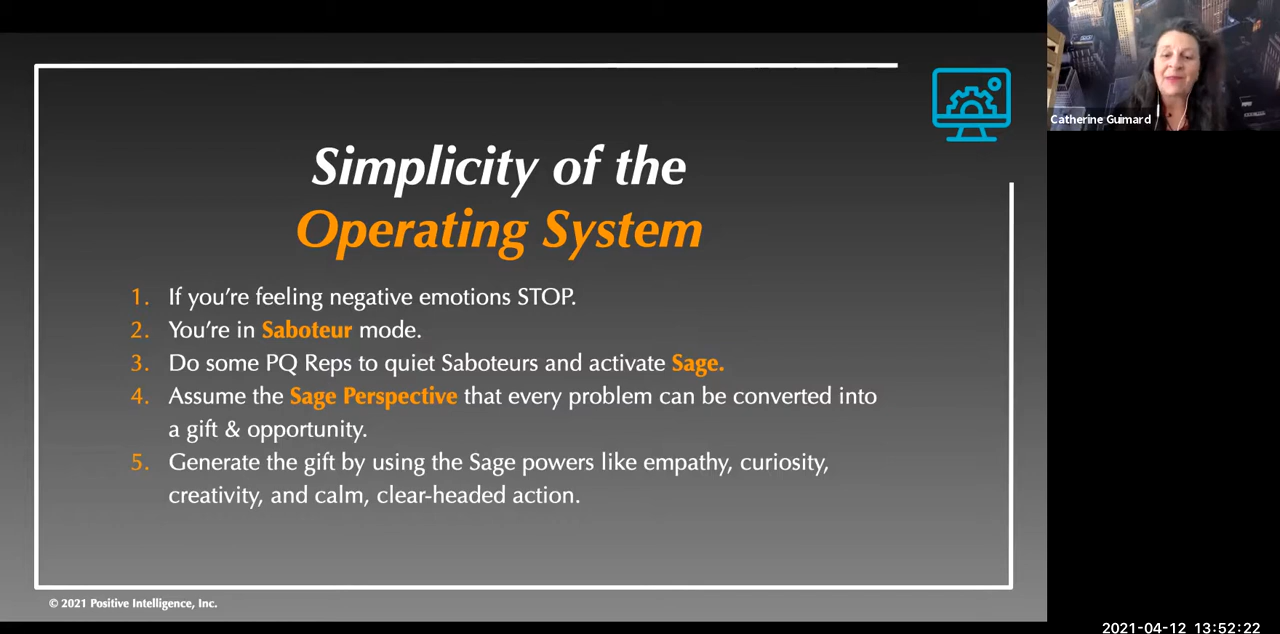 Simplicity of the
Operating System
1. If you're feeling negative emotions STOP.
2. You're in Saboteur mode.
3. Do some PQ Reps to quiet Saboteurs and activate Sage.
4. Assume the Sage Perspective that every problem can be converted into
a gift & opportunity.
5. Generate the gift by using the Sage powers like empathy, curiosity,
creativity, and calm, clear-headed action.
© 2021 Positive Intelligence, Inc.
Catherine Guimard
2021-04-12 13:52:22